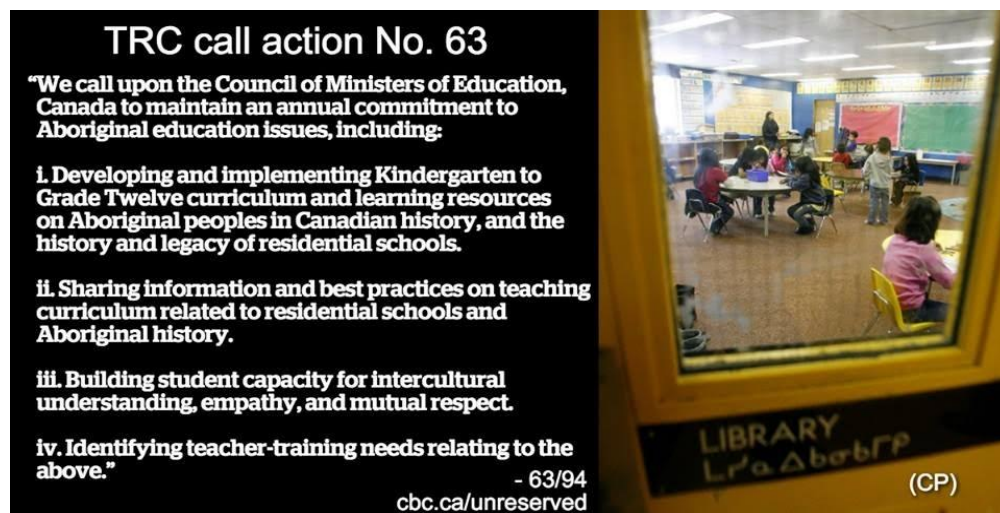 TRC call action No. 63
“We call upon the Council of Ministers of Education,
Canada to maintain an annual commitment to
Aboriginal education issues, including:
i. Developing and implementing Kindergarten to
Grade Twelve curriculum and learning resources
on Aboriginal peoples in Canadian history, and the
history and legacy of residential schools.
ii. Sharing information and best practices on teaching
curriculum related to residential schools and
Aboriginal history.
iii. Building student capacity for intercultural
understanding, empathy, and mutual respect.
iv. Identifying teacher-training needs relating to the
above.”
- 63/94
cbc.ca/unreserved
LIBRARY
(CP)